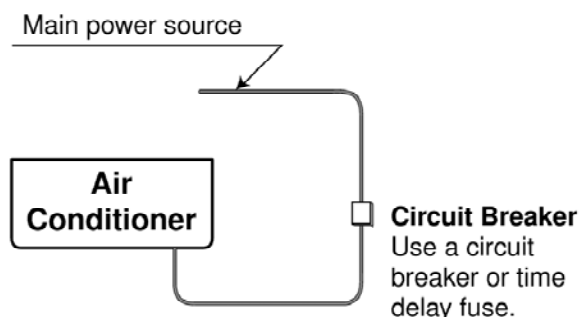 Main power source
Air
Conditioner
Circuit Breaker
Use a circuit
breaker or time
delay fuse.